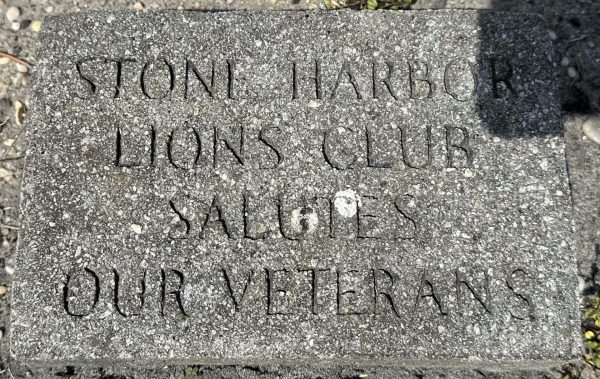 STONE HARBOR
LIONS CLUB
SALUTES
OUR VETERANS